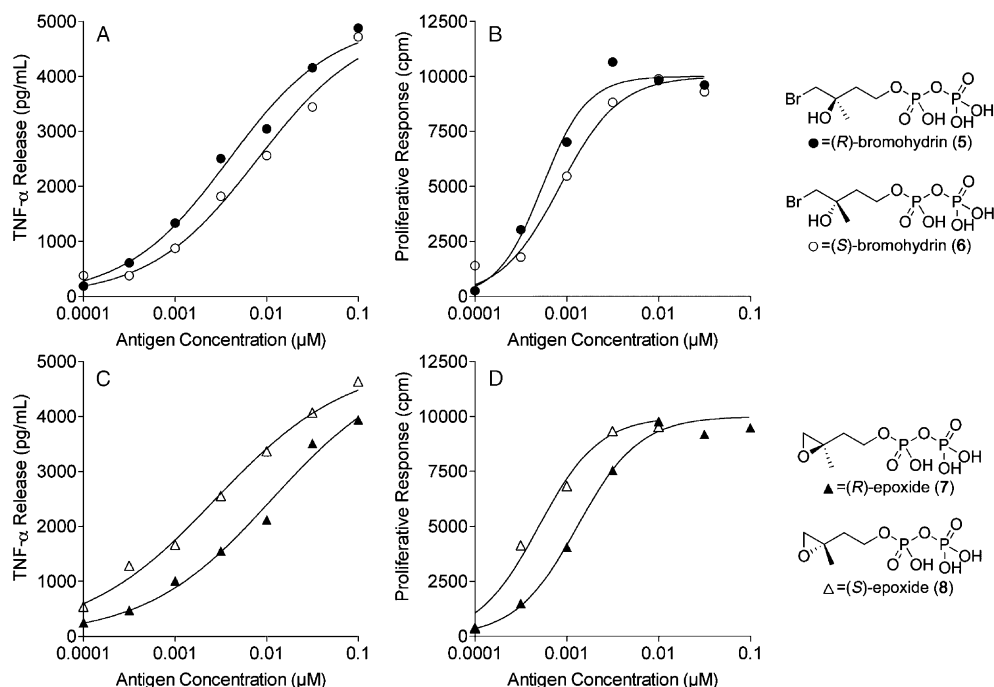 A
TNF-α Release (pg/mL)
5000
4000
3000
2000
1000
0
0.0001 0.001 0.01 0.1
Antigen Concentration (µM)
B
Proliferative Response (cpm)
12500
10000
7500
5000
2500
0
0.0001 0.001 0.01 0.1
Antigen Concentration (µM)
Br HO O P O OH O P O OH OH
●=(R)-bromohydrin (5)
Br HO O P O OH O P O OH OH
○=(S)-bromohydrin (6)
C
TNF-α Release (pg/mL)
5000
4000
3000
2000
1000
0
0.0001 0.001 0.01 0.1
Antigen Concentration (µM)
D
Proliferative Response (cpm)
12500
10000
7500
5000
2500
0
0.0001 0.001 0.01 0.1
Antigen Concentration (µM)
O O P O OH O P O OH OH
▲=(R)-epoxide (7)
O O P O OH O P O OH OH
△=(S)-epoxide (8)